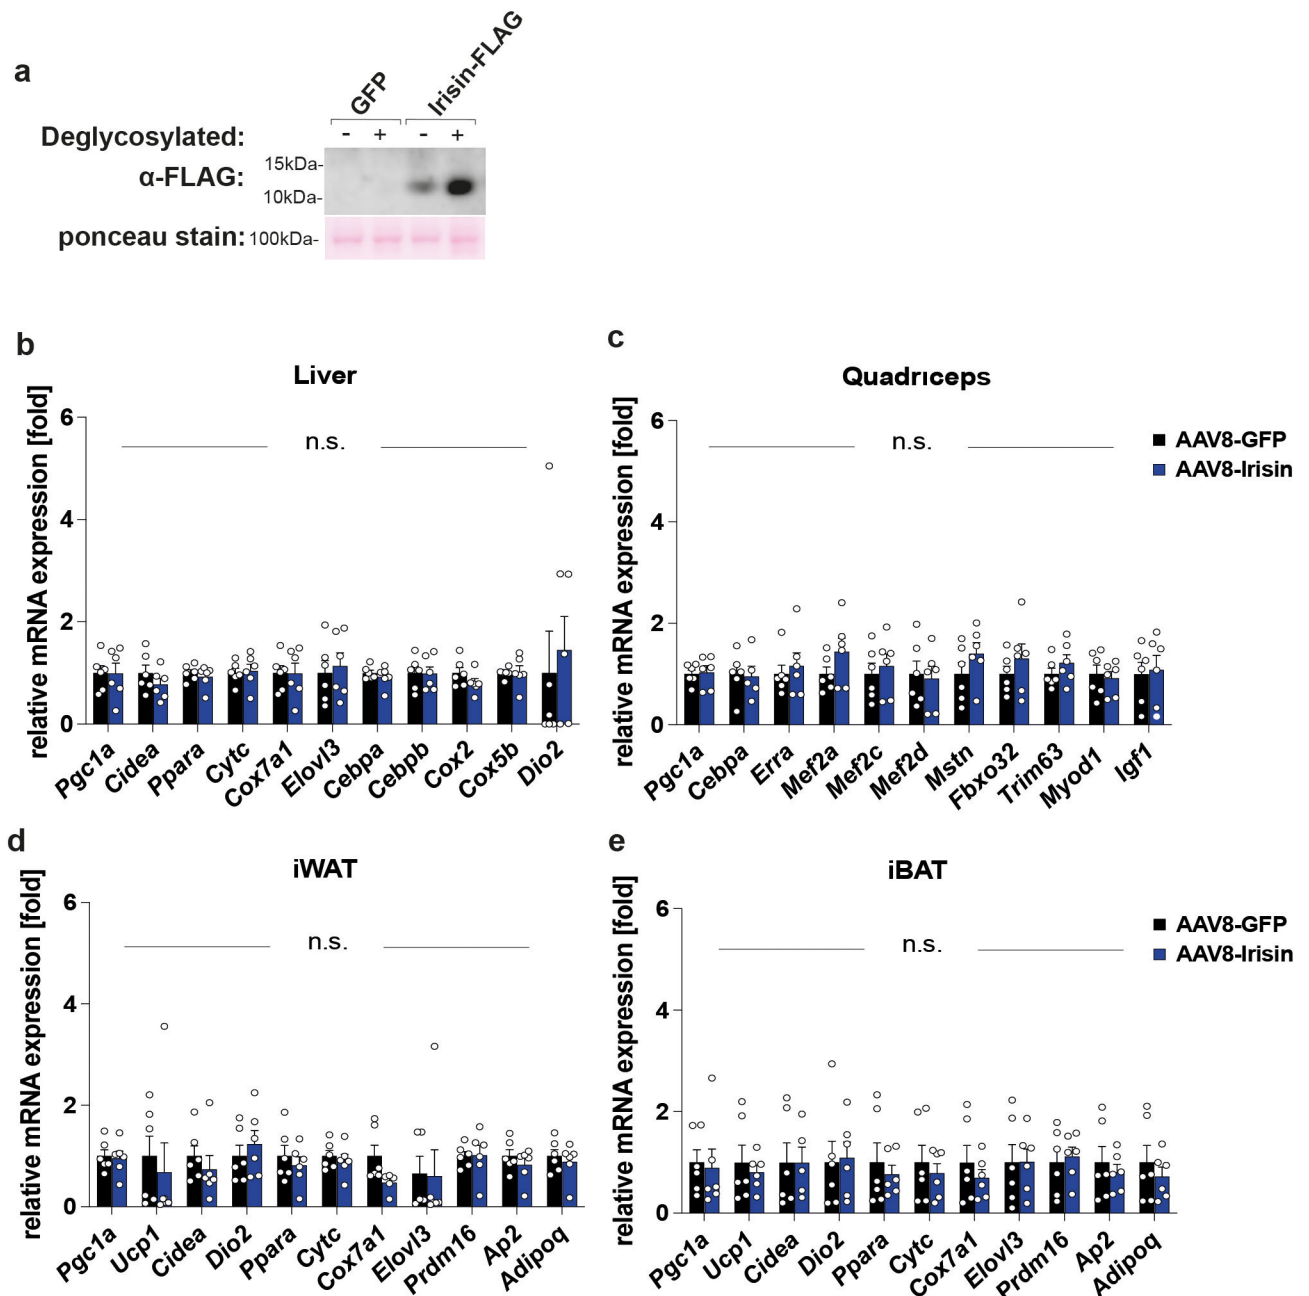 a
GFP
Irisin-FLAG
Deglycosylated:
- + - +
α-FLAG:
15kDa-
10kDa-
ponceau stain:
100kDa-
b
Liver
relative mRNA expression [fold]
6
4
2
0
n.s.
Pgc1a
Cidea
Ppara
Cytc
Cox7a1
Elovl3
Cebpa
Cebpb
Cox2
Cox5b
Dio2
c
Quadriceps
relative mRNA expression [fold]
6
4
2
0
n.s.
AAV8-GFP
AAV8-Irisin
Pgc1a
Cebpa
Erra
Mef2a
Mef2c
Mef2d
Mstn
Fbxo32
Trim63
Myod1
Igf1
d
iWAT
relative mRNA expression [fold]
6
4
2
0
n.s.
Pgc1a
Ucp1
Cidea
Dio2
Ppara
Cytc
Cox7a1
Elovl3
Prdm16
Ap2
Adipoq
e
iBAT
relative mRNA expression [fold]
6
4
2
0
n.s.
AAV8-GFP
AAV8-Irisin
Pgc1a
Ucp1
Cidea
Dio2
Ppara
Cytc
Cox7a1
Elovl3
Prdm16
Ap2
Adipoq